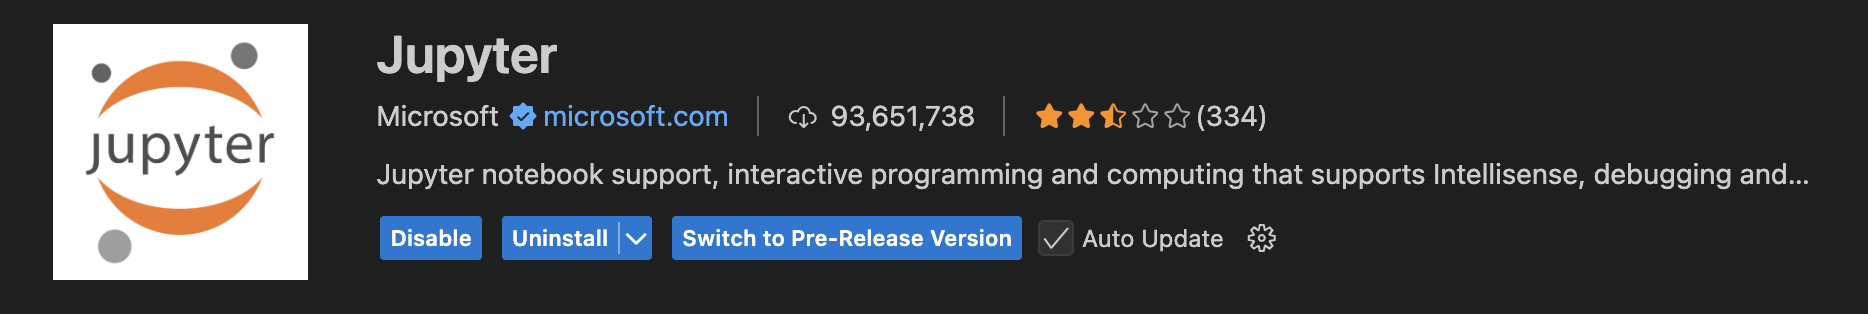 jupyter
Jupyter
Microsoft microsoft.com 93,651,738 (334)
Jupyter notebook support, interactive programming and computing that supports Intellisense, debugging and...
Disable Uninstall Switch to Pre-Release Version Auto Update